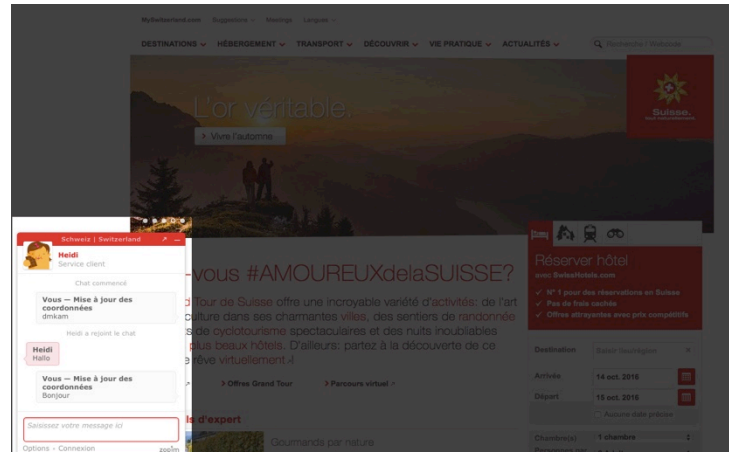 MySwitzerland.com Suggestions Meetings Langues
DESTINATIONS HÉBERGEMENT TRANSPORT DÉCOUVRIR VIE PRATIQUE ACTUALITÉS
L'or véritable.
> Vivre l'automne
Suisse.
Schweiz | Switzerland
Heidi
Service client
Chat commencé
Vous — Mise à jour des
coordonnées
dmkam
Heidi a rejoint le chat
Heidi
Hallo
Vous — Mise à jour des
coordonnées
Bonjour
Saisissez votre message ici
Options - Connexion
-vous #AMOUREUXdelaSUISSE?
d Tour de Suisse offre une incroyable variété d'activités: de l'art
culture dans ses charmantes villes, des sentiers de randonnée
s de cyclotourisme spectaculaires et des nuits inoubliables
plus beaux hôtels. D'ailleurs: partez à la découverte de ce
rêve virtuellement.
> Offres Grand Tour > Parcours virtuel
ls d'expert
Gourmands par nature
Réserver
hôtel
avec SwissHotels.com
✓ N° 1 pour des réservations en Suisse
✓ Pas de frais
cachés
✓ Offres attrayantes avec prix compétitifs
Destination
Arrivée 14 oct. 2016
Départ 15 oct. 2016
Aucune date précise
Chambre(s) 1 chambre